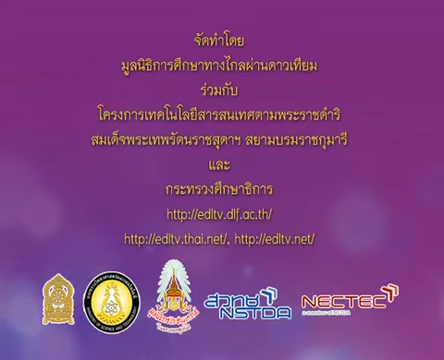 จัดทำโดย
มูลนิธิการศึกษาทางไกลผ่านดาวเทียม
ร่วมกับ
โครงการเทคโนโลยีสารสนเทศตามพระราชดำริ
สมเด็จพระเทพรัตนราชสุดาฯ สยามบรมราชกุมารี
และ
กระทรวงศึกษาธิการ
http://edltv.dlf.ac.th/
http://edltv.thai.net/, http://edltv.net/
สวทช
NSTDA
NECTEC
a member of NSTDA